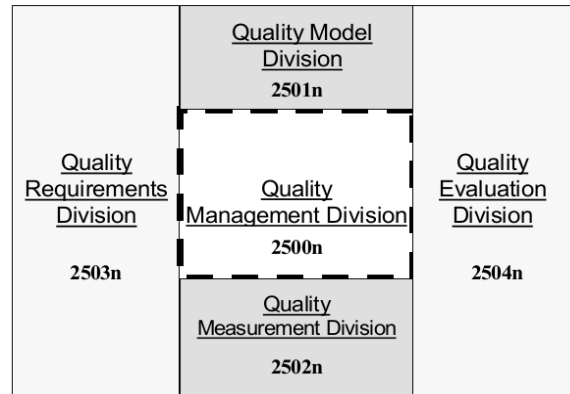 Quality Model
Division
2501n
Quality
Requirements
Division
2503n
Quality
Management Division
2500n
Quality
Evaluation
Division
2504n
Quality
Measurement Division
2502n